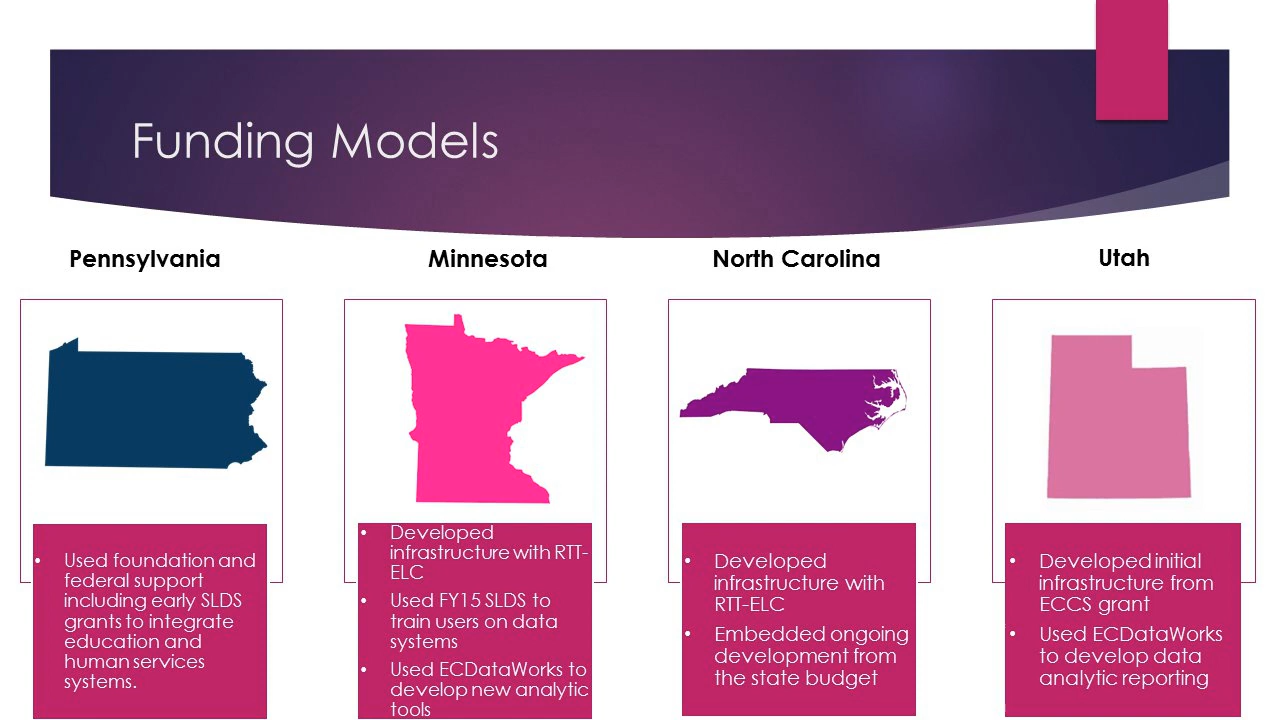 Funding Models
Pennsylvania
Minnesota
North Carolina
Utah
• Used foundation and
federal support
including early SLDS
grants to integrate
education and
human services
systems.
• Developed
infrastructure with RTT-
ELC
• Used FY15 SLDS to
train users on data
systems
• Used ECDataWorks to
develop new analytic
tools
• Developed
infrastructure with
RTT-ELC
• Embedded ongoing
development from
the state budget
• Developed initial
infrastructure from
ECCS grant
• Used ECDataWorks
to develop data
analytic reporting